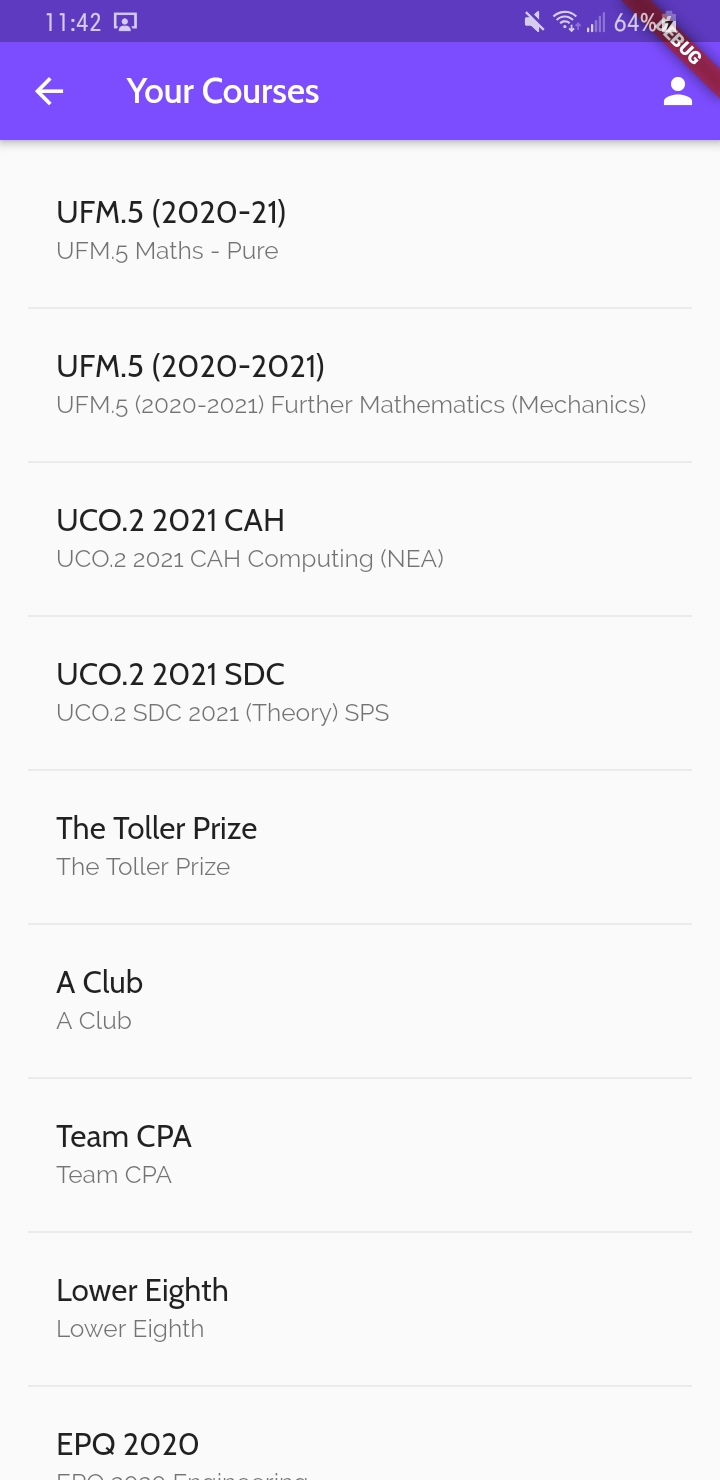 11:42
64%
DEBUG
Your Courses
UFM.5 (2020-21)
UFM.5 Maths - Pure
UFM.5 (2020-2021)
UFM.5 (2020-2021) Further Mathematics (Mechanics)
UCO.2 2021 CAH
UCO.2 2021 CAH Computing (NEA)
UCO.2 2021 SDC
UCO.2 SDC 2021 (Theory) SPS
The Toller Prize
The Toller Prize
A Club
A Club
Team CPA
Team CPA
Lower Eighth
Lower Eighth
EPQ 2020
EPQ 2020 Engineering